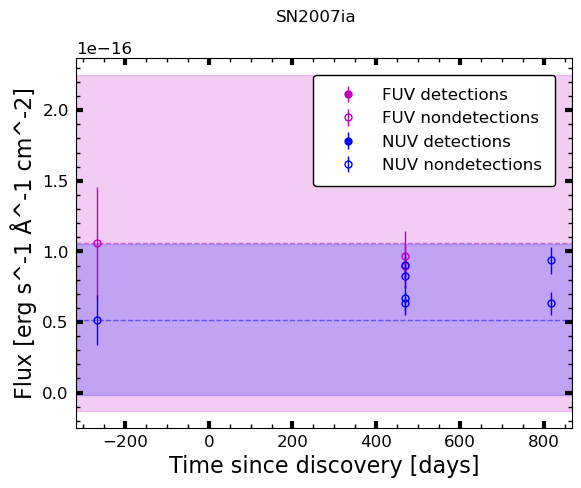 SN2007ia
1e−16
2.0
1.5
1.0
0.5
0.0
Flux [erg s^-1 Å^-1 cm^-2]
FUV detections
FUV nondetections
NUV detections
NUV nondetections
−200 0 200 400 600 800
Time since discovery [days]